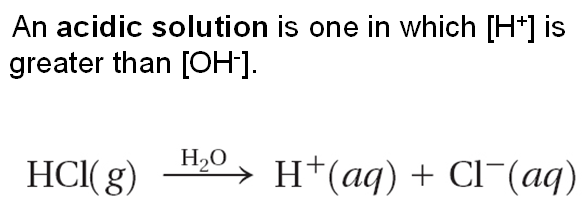 An acidic solution is one in which [H⁺] is
greater than [OH⁻].
HCl(g) H₂O → H⁺(aq) + Cl⁻(aq)